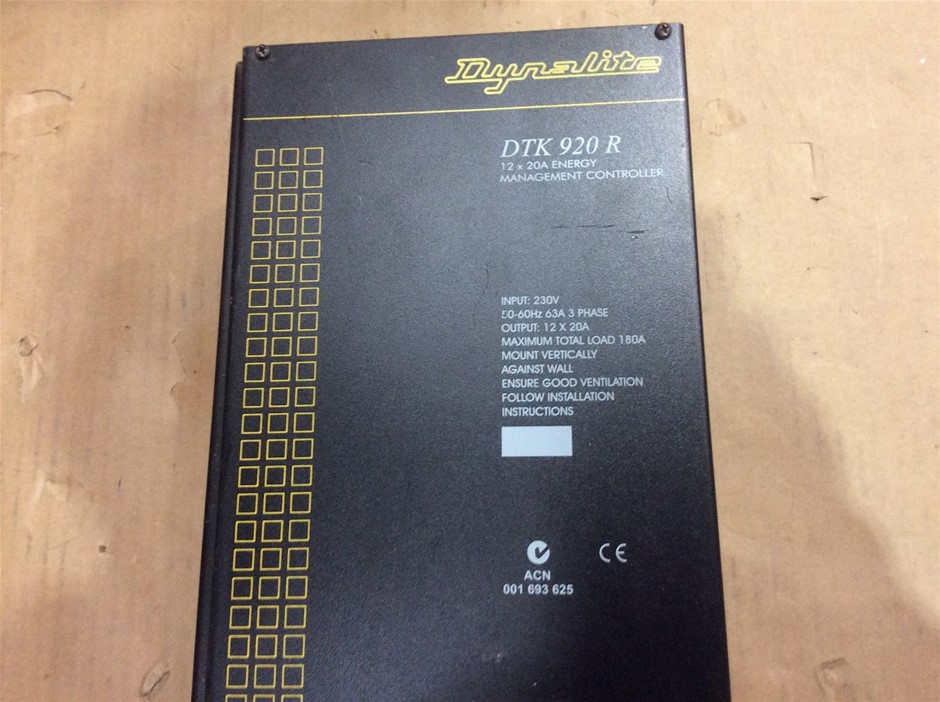 Dynalite
DTK 920 R
12 x 20A ENERGY
MANAGEMENT CONTROLLER
INPUT: 230V
50-60Hz 63A 3 PHASE
OUTPUT: 12 X 20A
MAXIMUM TOTAL LOAD 180A
MOUNT VERTICALLY
AGAINST WALL
ENSURE GOOD VENTILATION
FOLLOW INSTALLATION
INSTRUCTIONS
CE
ACN
001 693 625